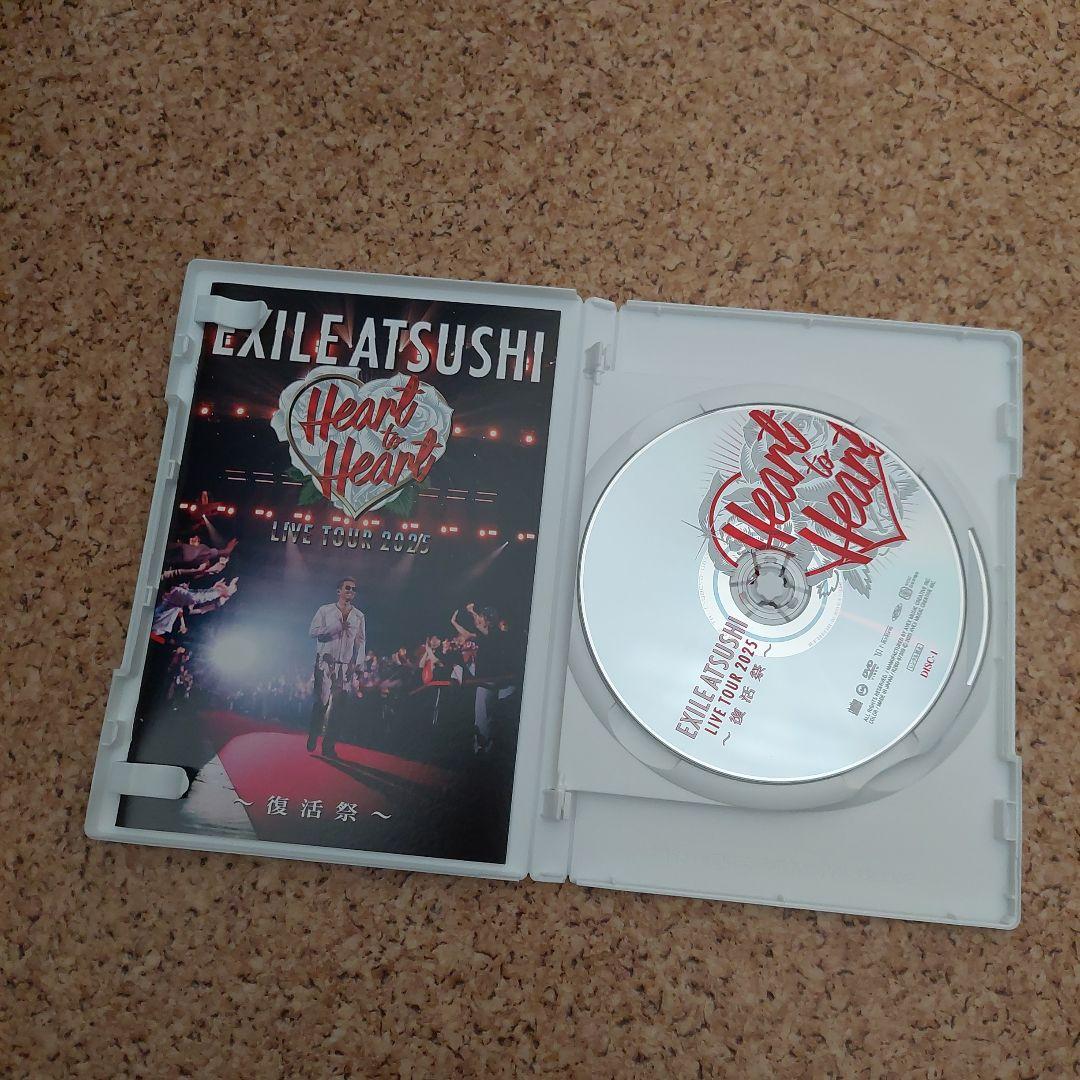 EXILE ATSUSHI
Heart
to
Heart
LIVE TOUR 2025
～復活祭～
Heart
to
Heart
EXILE ATSUSHI
LIVE TOUR 2025
～復活祭～
DVD
DISC-1